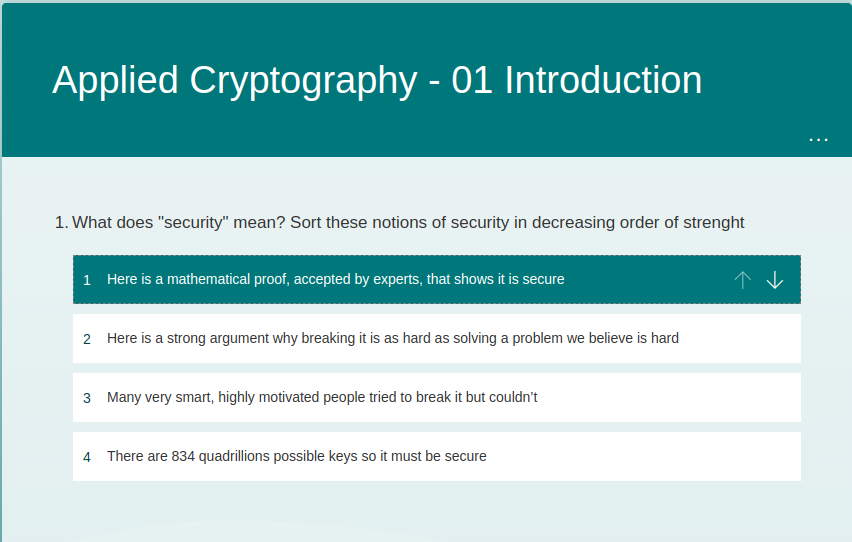 Applied Cryptography - 01 Introduction
...
1. What does "security" mean? Sort these notions of security in decreasing order of strenght
1 Here is a mathematical proof, accepted by experts, that shows it is secure
2 Here is a strong argument why breaking it is as hard as solving a problem we believe is hard
3 Many very smart, highly motivated people tried to break it but couldn’t
4 There are 834 quadrillions possible keys so it must be secure